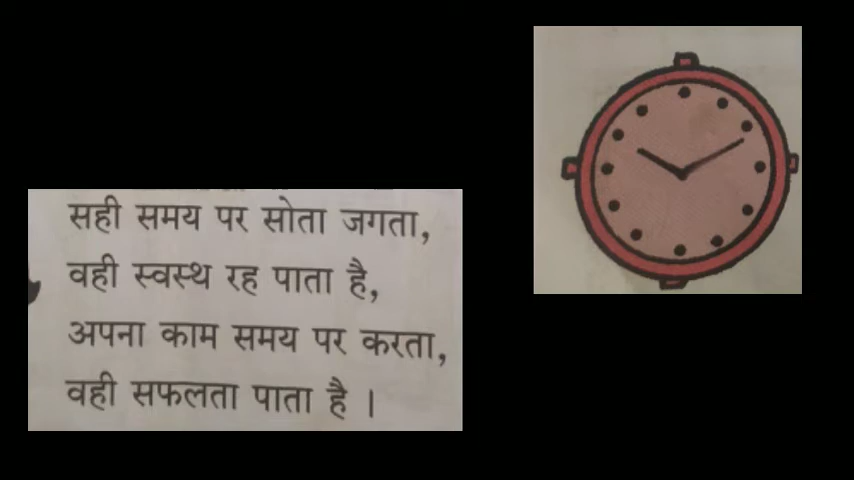 सही समय पर सोता जगता,
वही स्वस्थ रह पाता है,
अपना काम समय पर करता,
वही सफलता पाता है ।